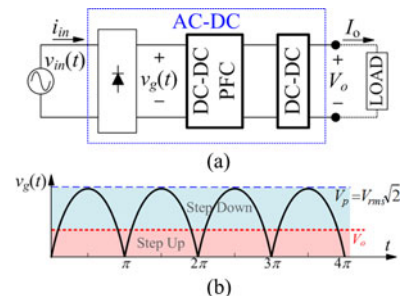 AC-DC
i_in
v_in(t)
+
v_g(t)
−
DC-DC
PFC
DC-DC
I_o
+
V_o
−
LOAD
(a)
v_g(t)
V_p=V_rms√2
Step Down
V_o
Step Up
π
2π
3π
4π
t
(b)